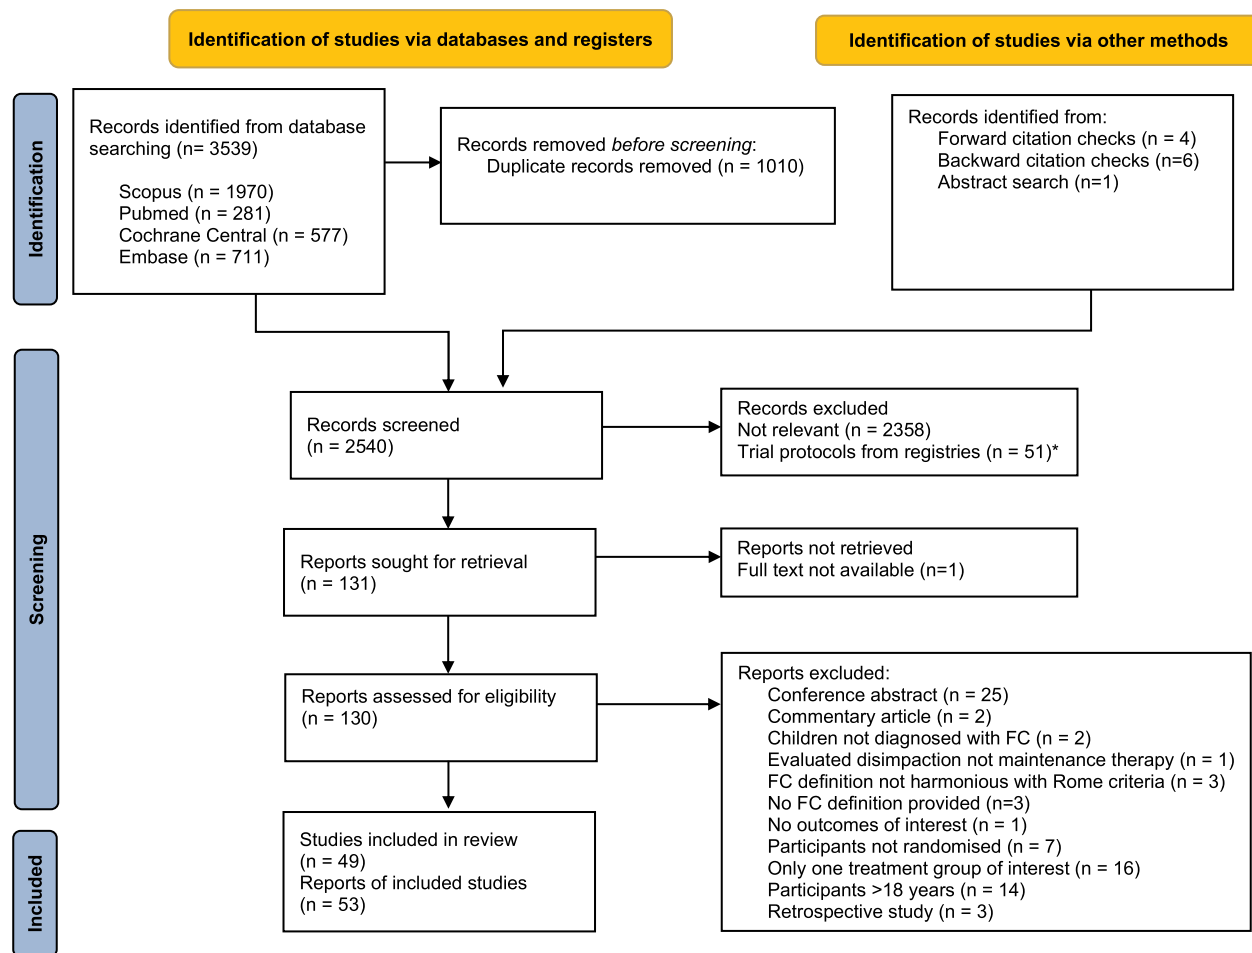 Identification of studies via databases and registers
Identification of studies via other methods
Identification
Records identified from database
searching (n= 3539)
Scopus (n = 1970)
Pubmed (n = 281)
Cochrane Central (n = 577)
Embase (n = 711)
Records removed before screening:
Duplicate records removed (n = 1010)
Records identified from:
Forward citation checks (n = 4)
Backward citation checks (n=6)
Abstract search (n=1)
Screening
Records screened
(n = 2540)
Records excluded
Not relevant (n = 2358)
Trial protocols from registries (n = 51)*
Reports sought for retrieval
(n = 131)
Reports not retrieved
Full text not available (n=1)
Reports assessed for eligibility
(n = 130)
Reports excluded:
Conference abstract (n = 25)
Commentary article (n = 2)
Children not diagnosed with FC (n = 2)
Evaluated disimpaction not maintenance therapy (n = 1)
FC definition not harmonious with Rome criteria (n = 3)
No FC definition provided (n=3)
No outcomes of interest (n = 1)
Participants not randomised (n = 7)
Only one treatment group of interest (n = 16)
Participants >18 years (n = 14)
Retrospective study (n = 3)
Included
Studies included in review
(n = 49)
Reports of included studies
(n = 53)